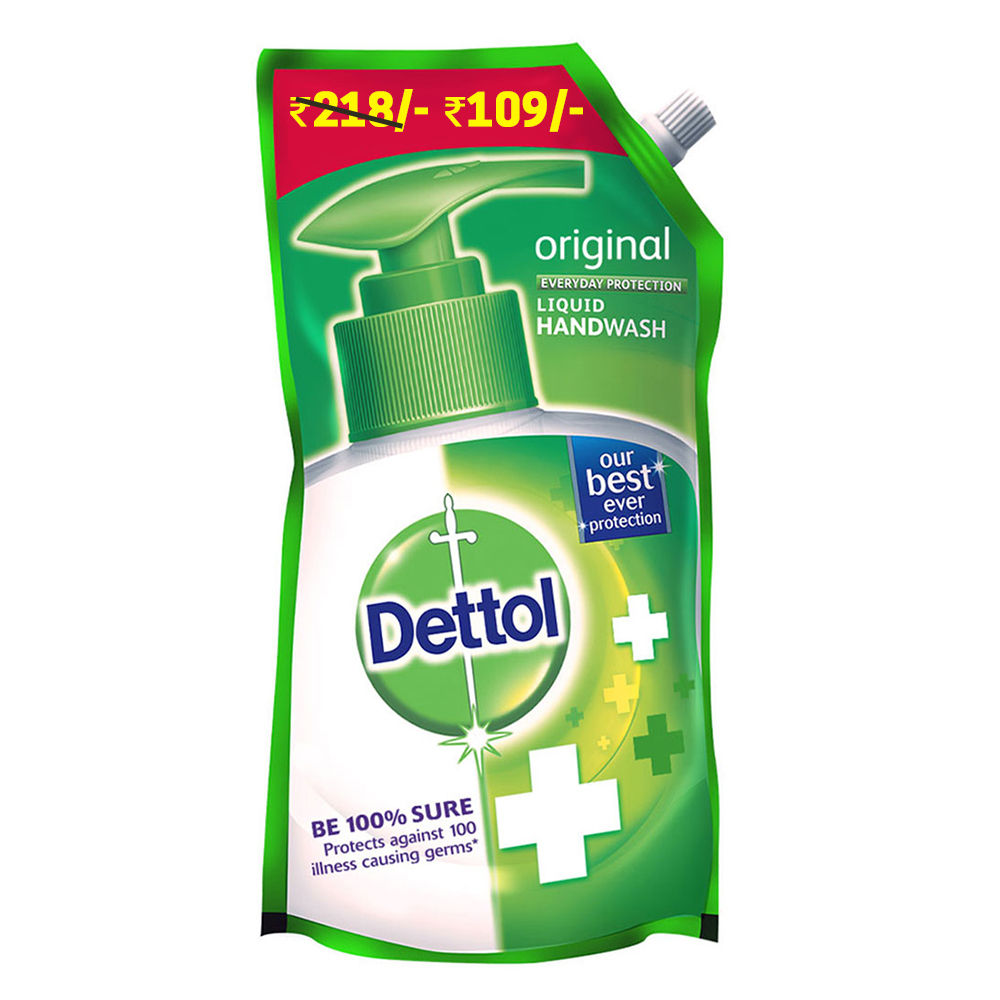 ₹218/- ₹109/-
original
EVERYDAY PROTECTION
LIQUID
HANDWASH
our
best
ever
protection
Dettol
BE 100% SURE
Protects against 100
illness causing germs*